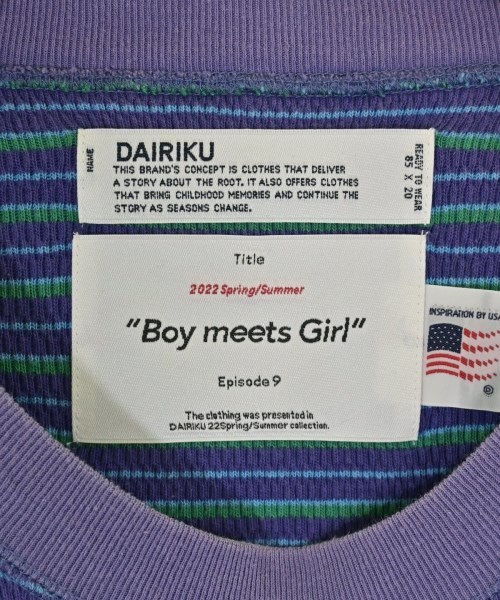 NAME
DAIRIKU
THIS BRAND'S CONCEPT IS CLOTHES THAT DELIVER
A STORY ABOUT THE ROOT. IT ALSO OFFERS CLOTHES
THAT BRING CHILDHOOD MEMORIES AND CONTINUE THE
STORY AS SEASONS CHANGE.
READY TO WEAR
85 X 20
Title
2022 Spring/Summer
"Boy meets Girl"
Episode 9
The clothing was presented in
DAIRIKU 22Spring/Summer collection.
INSPIRATION BY USA